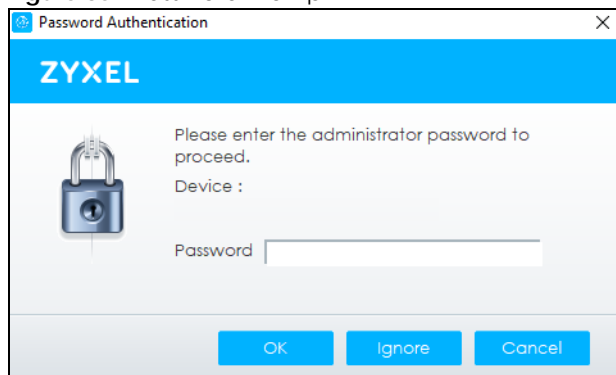 Password Authentication
ZYXEL
Please enter the administrator password to
proceed.
Device :
Password
OK Ignore Cancel